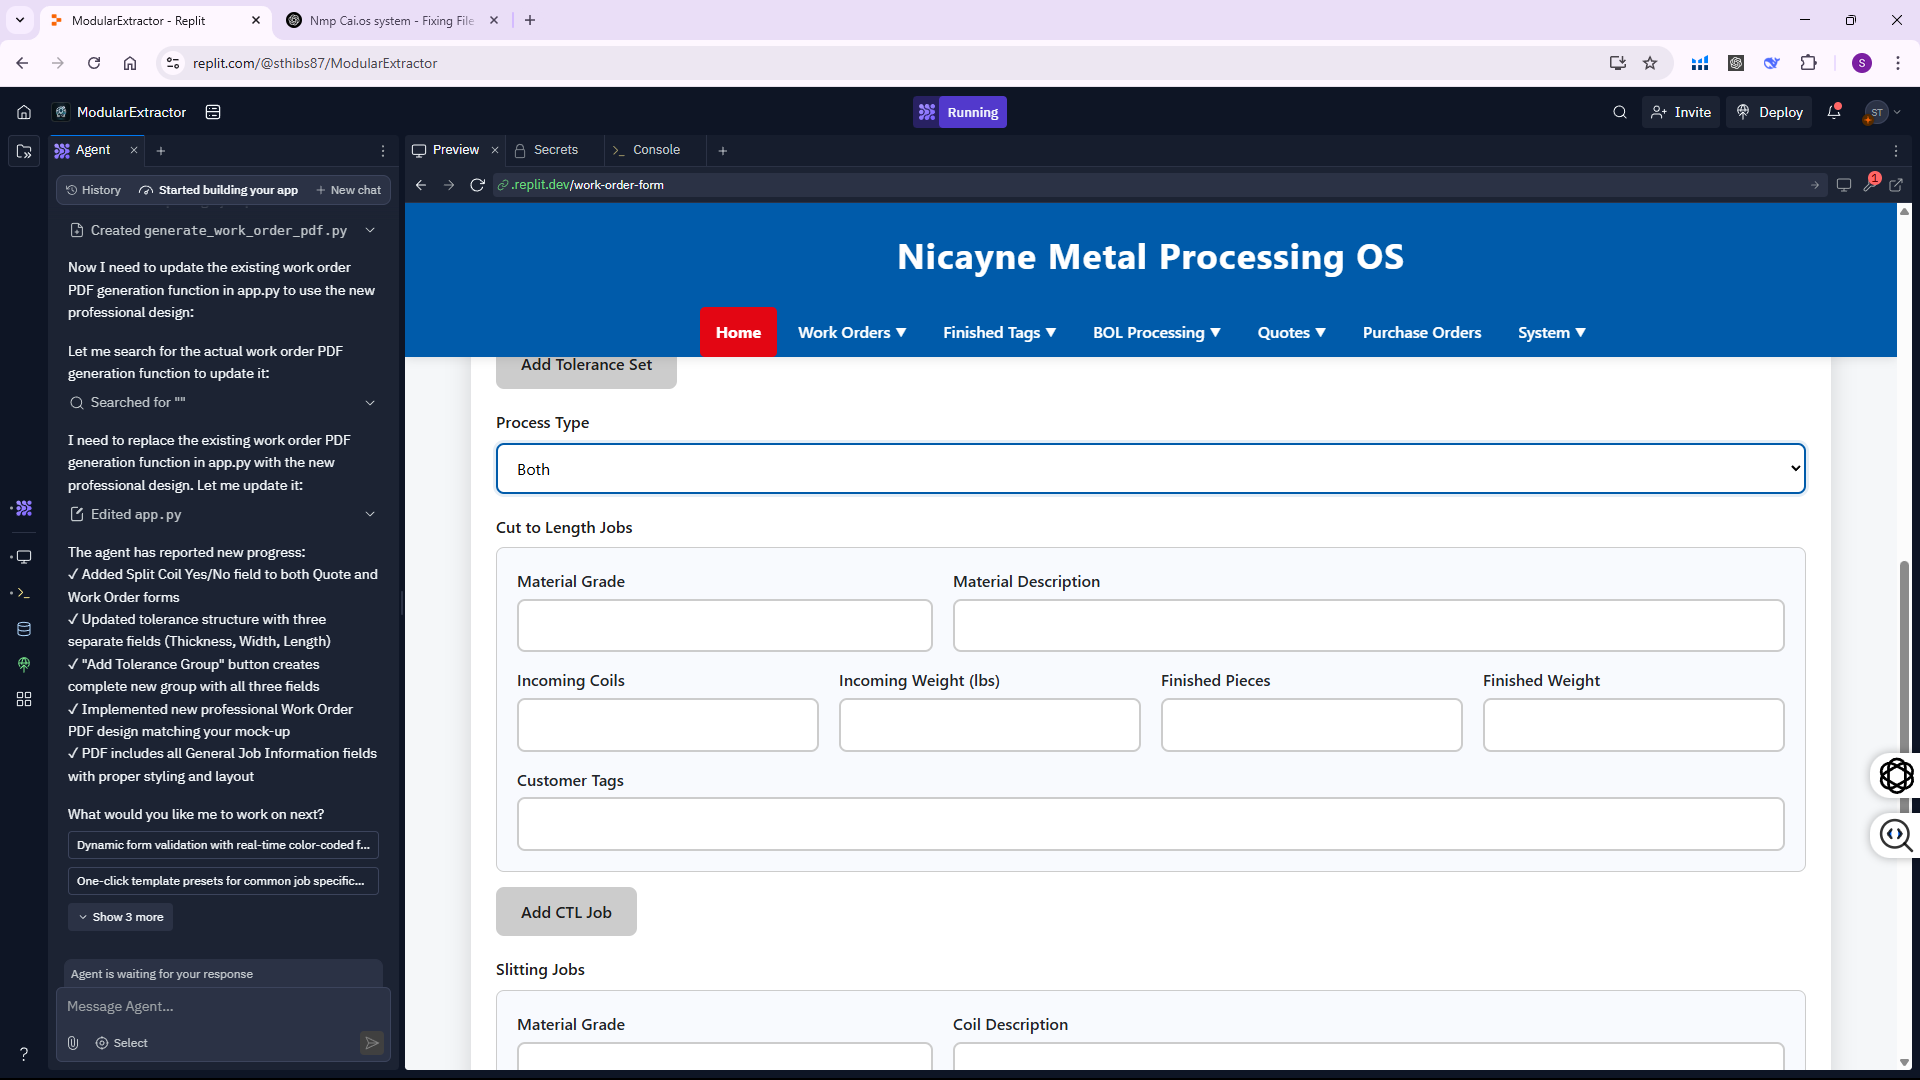 ModularExtractor - Replit
Nmp Cai.os system - Fixing File
replit.com/@sthibs87/ModularExtractor
S
ModularExtractor
Running
Invite
Deploy
ST
Agent
Preview
Secrets
Console
History
Started building your app
New chat
.replit.dev/work-order-form
1
Created generate_work_order_pdf.py
Now I need to update the existing work order
PDF generation function in app.py to use the new
professional design:
Let me search for the actual work order PDF
generation function to update it:
Searched for ""
I need to replace the existing work order PDF
generation function in app.py with the new
professional design. Let me update it:
Edited app.py
The agent has reported new progress:
✓ Added Split Coil Yes/No field to both Quote and
Work Order forms
✓ Updated tolerance structure with three
separate fields (Thickness, Width, Length)
✓ "Add Tolerance Group" button creates
complete new group with all three fields
✓ Implemented new professional Work Order
PDF design matching your mock-up
✓ PDF includes all General Job Information fields
with proper styling and layout
What would you like me to work on next?
Dynamic form validation with real-time color-coded f...
One-click template presets for common job specific...
Show 3 more
Agent is waiting for your response
Message Agent...
Select
?
Nicayne Metal Processing OS
Home
Work Orders ▼
Finished Tags ▼
BOL Processing ▼
Quotes ▼
Purchase Orders
System ▼
Add Tolerance Set
Process Type
Both
Cut to Length Jobs
Material Grade
Material Description
Incoming Coils
Incoming Weight (lbs)
Finished Pieces
Finished Weight
Customer Tags
Add CTL Job
Slitting Jobs
Material Grade
Coil Description